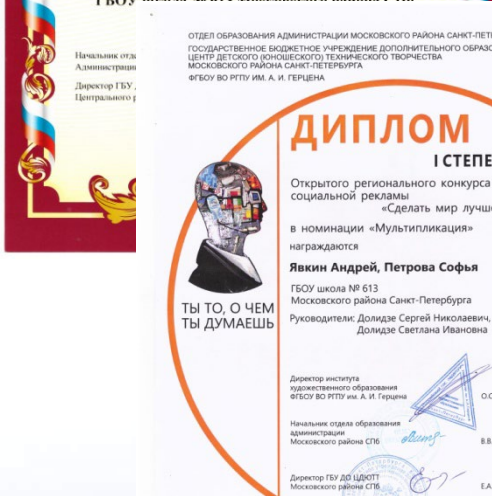 Начальник отде
Администрации
Директор ГБУ
Центрального р
ОТДЕЛ ОБРАЗОВАНИЯ АДМИНИСТРАЦИИ МОСКОВСКОГО РАЙОНА САНКТ-ПЕТ
ГОСУДАРСТВЕННОЕ БЮДЖЕТНОЕ УЧРЕЖДЕНИЕ ДОПОЛНИТЕЛЬНОГО ОБРАЗО
ЦЕНТР ДЕТСКОГО (ЮНОШЕСКОГО) ТЕХНИЧЕСКОГО ТВОРЧЕСТВА
МОСКОВСКОГО РАЙОНА САНКТ-ПЕТЕРБУРГА
ФГБОУ ВО РГПУ ИМ. А. И. ГЕРЦЕНА
ДИПЛОМ
I СТЕПЕ
Открытого регионального конкурса
социальной рекламы
«Сделать мир лучш
в номинации «Мультипликация»
награждаются
Явкин Андрей, Петрова Софья
ГБОУ школа № 613
Московского района Санкт-Петербурга
Руководители: Долидзе Сергей Николаевич,
Долидзе Светлана Ивановна
ТЫ ТО, О ЧЕМ
ТЫ ДУМАЕШЬ
Директор института
художественного образования
ФГБОУ ВО РГПУ им. А. И. Герцена
Начальник отдела образования
администрации
Московского района СПб
В.В.
Директор ГБУ ДО ЦДЮТТ
Московского района СПб
Е.А